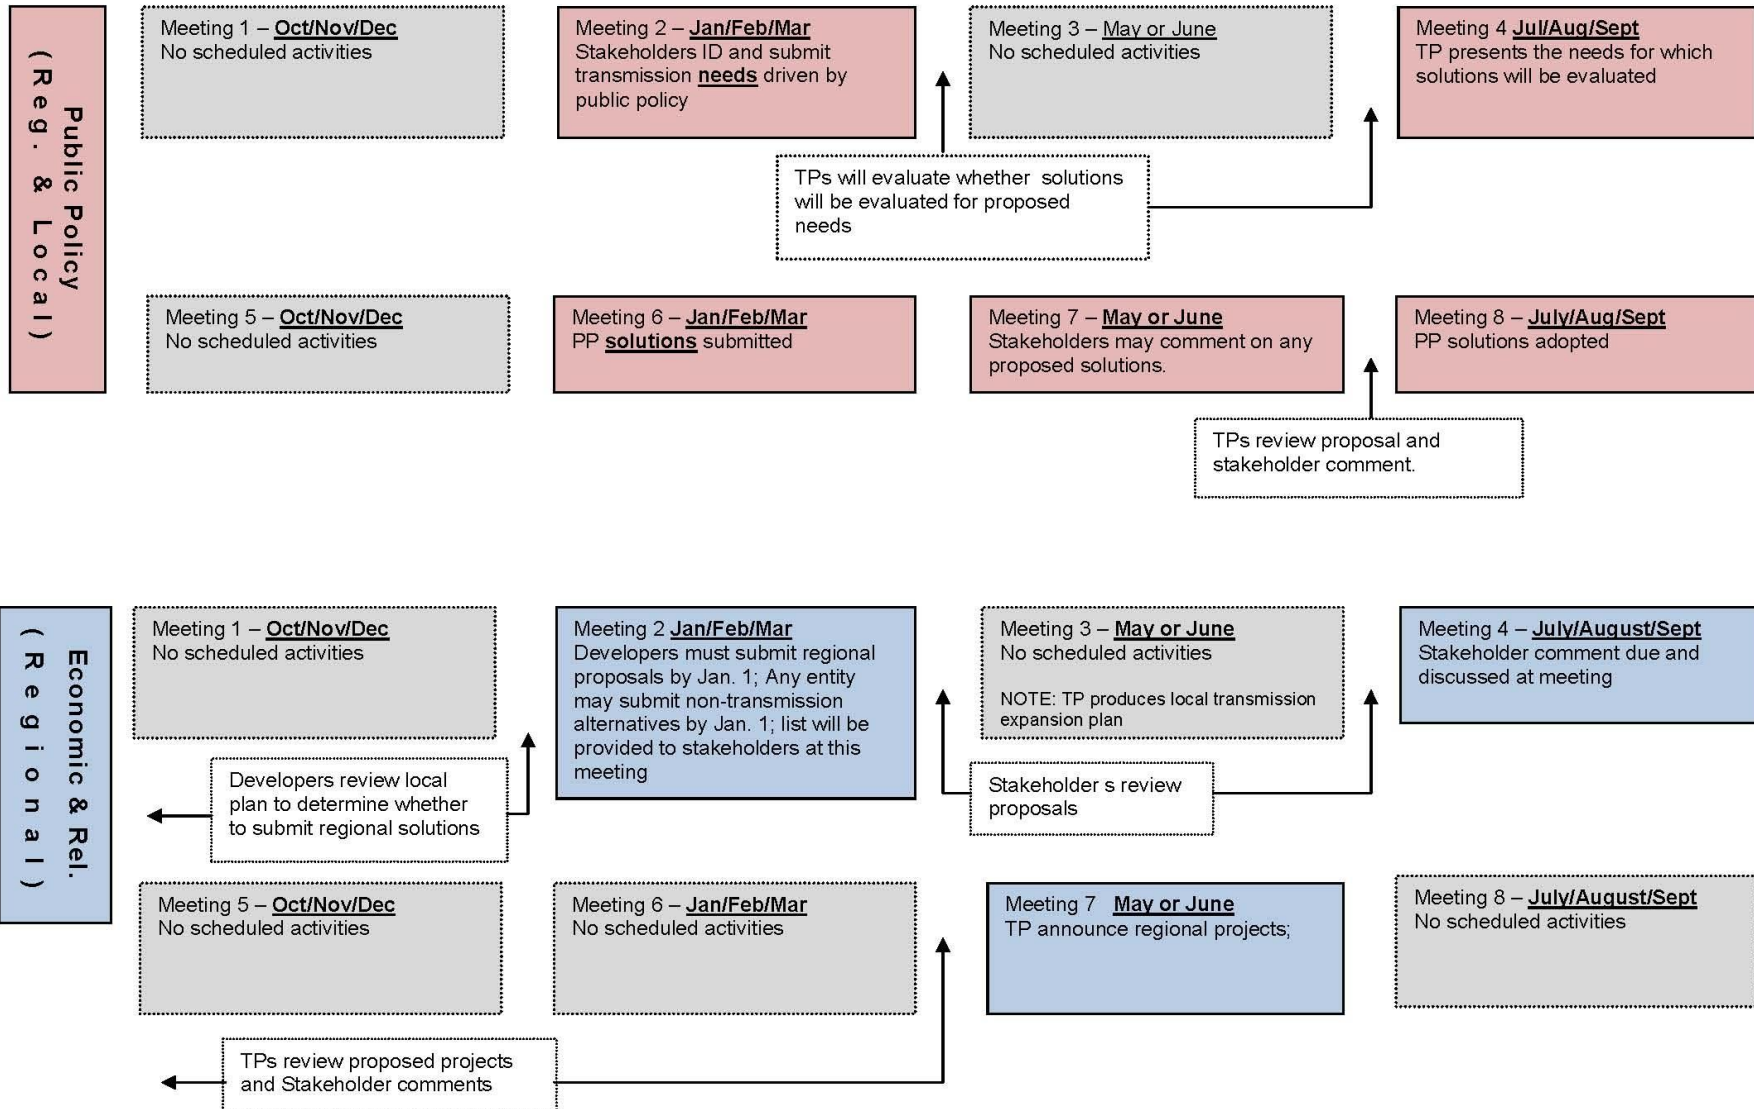 Public Policy
(Reg. & Local)
Meeting 1 – Oct/Nov/Dec
No scheduled activities
Meeting 2 – Jan/Feb/Mar
Stakeholders ID and submit
transmission needs driven by
public policy
Meeting 3 – May or June
No scheduled activities
Meeting 4 Jul/Aug/Sept
TP presents the needs for which
solutions will be evaluated
TPs will evaluate whether solutions
will be evaluated for proposed
needs
Meeting 5 – Oct/Nov/Dec
No scheduled activities
Meeting 6 – Jan/Feb/Mar
PP solutions submitted
Meeting 7 – May or June
Stakeholders may comment on any
proposed solutions.
Meeting 8 – July/Aug/Sept
PP solutions adopted
TPs review proposal and
stakeholder comment.
Economic & Rel.
(Regional)
Meeting 1 – Oct/Nov/Dec
No scheduled activities
Meeting 2 Jan/Feb/Mar
Developers must submit regional
proposals by Jan. 1; Any entity
may submit non-transmission
alternatives by Jan. 1; list will be
provided to stakeholders at this
meeting
Meeting 3 – May or June
No scheduled activities
NOTE: TP produces local transmission
expansion plan
Meeting 4 – July/August/Sept
Stakeholder comment due and
discussed at meeting
Developers review local
plan to determine whether
to submit regional solutions
Stakeholder s review
proposals
Meeting 5 – Oct/Nov/Dec
No scheduled activities
Meeting 6 – Jan/Feb/Mar
No scheduled activities
Meeting 7 May or June
TP announce regional projects;
Meeting 8 – July/August/Sept
No scheduled activities
TPs review proposed projects
and Stakeholder comments